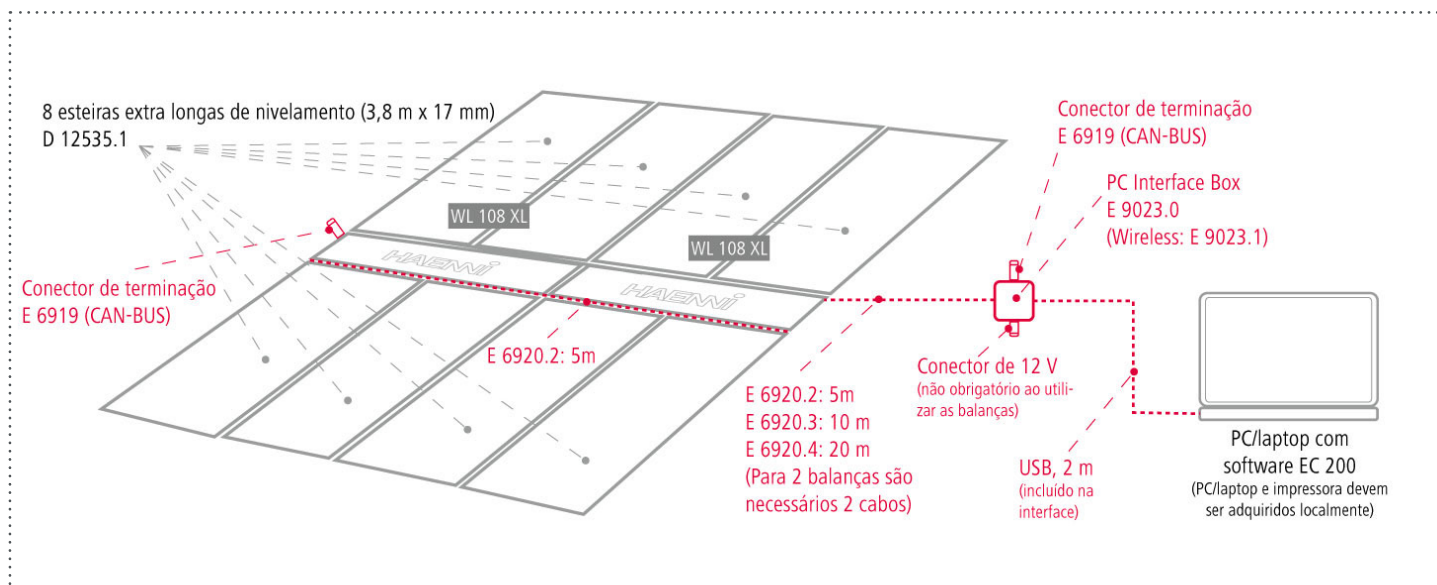 8 esteiras extra longas de nivelamento (3,8 m x 17 mm)
D 12535.1
WL 108 XL
WL 108 XL
HAENNI
HAENNI
Conector de terminação
E 6919 (CAN-BUS)
E 6920.2: 5m
E 6920.2: 5m
E 6920.3: 10 m
E 6920.4: 20 m
(Para 2 balanças são
necessários 2 cabos)
Conector de terminação
E 6919 (CAN-BUS)
PC Interface Box
E 9023.0
(Wireless: E 9023.1)
Conector de 12 V
(não obrigatório ao utili-
zar as balanças)
USB, 2 m
(incluído na
interface)
PC/laptop com
software EC 200
(PC/laptop e impressora devem
ser adquiridos localmente)